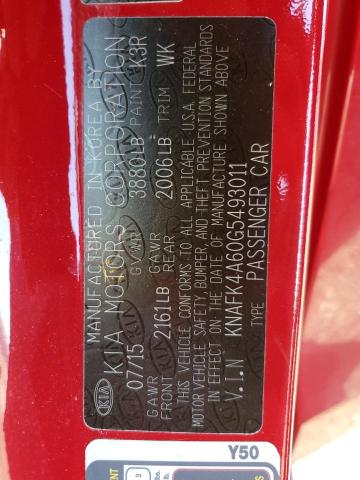 MANUFACTURED IN KOREA BY
KIA MOTORS CORPORATION
07/15 GVWR 3880LB PAINT K3R
GAWR FRONT 2161LB GAWR REAR 2006LB TRIM WK
THIS VEHICLE CONFORMS TO ALL APPLICABLE U.S.A. FEDERAL
MOTOR VEHICLE SAFETY, BUMPER, AND THEFT PREVENTION STANDARDS
IN EFFECT ON THE DATE OF MANUFACTURE SHOWN ABOVE
V.I.N KNAFK4A60G5493011
TYPE PASSENGER CAR
KIA
Y50